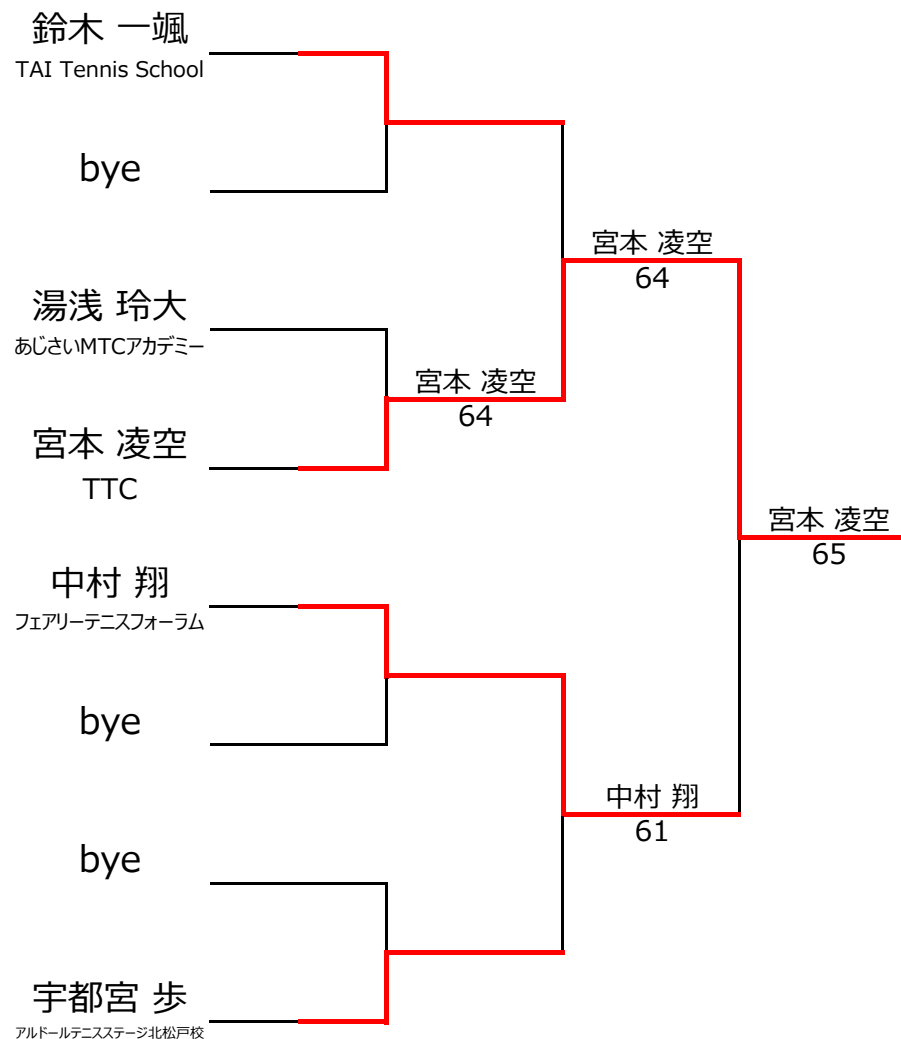 鈴木 一颯
TAI Tennis School
bye
宮本 凌空
64
湯浅 玲大
あじさいMTCアカデミー
宮本 凌空
64
宮本 凌空
TTC
宮本 凌空
65
中村 翔
フェアリーテニスフォーラム
bye
中村 翔
61
bye
宇都宮 歩
アルドールテニスステージ北松戸校